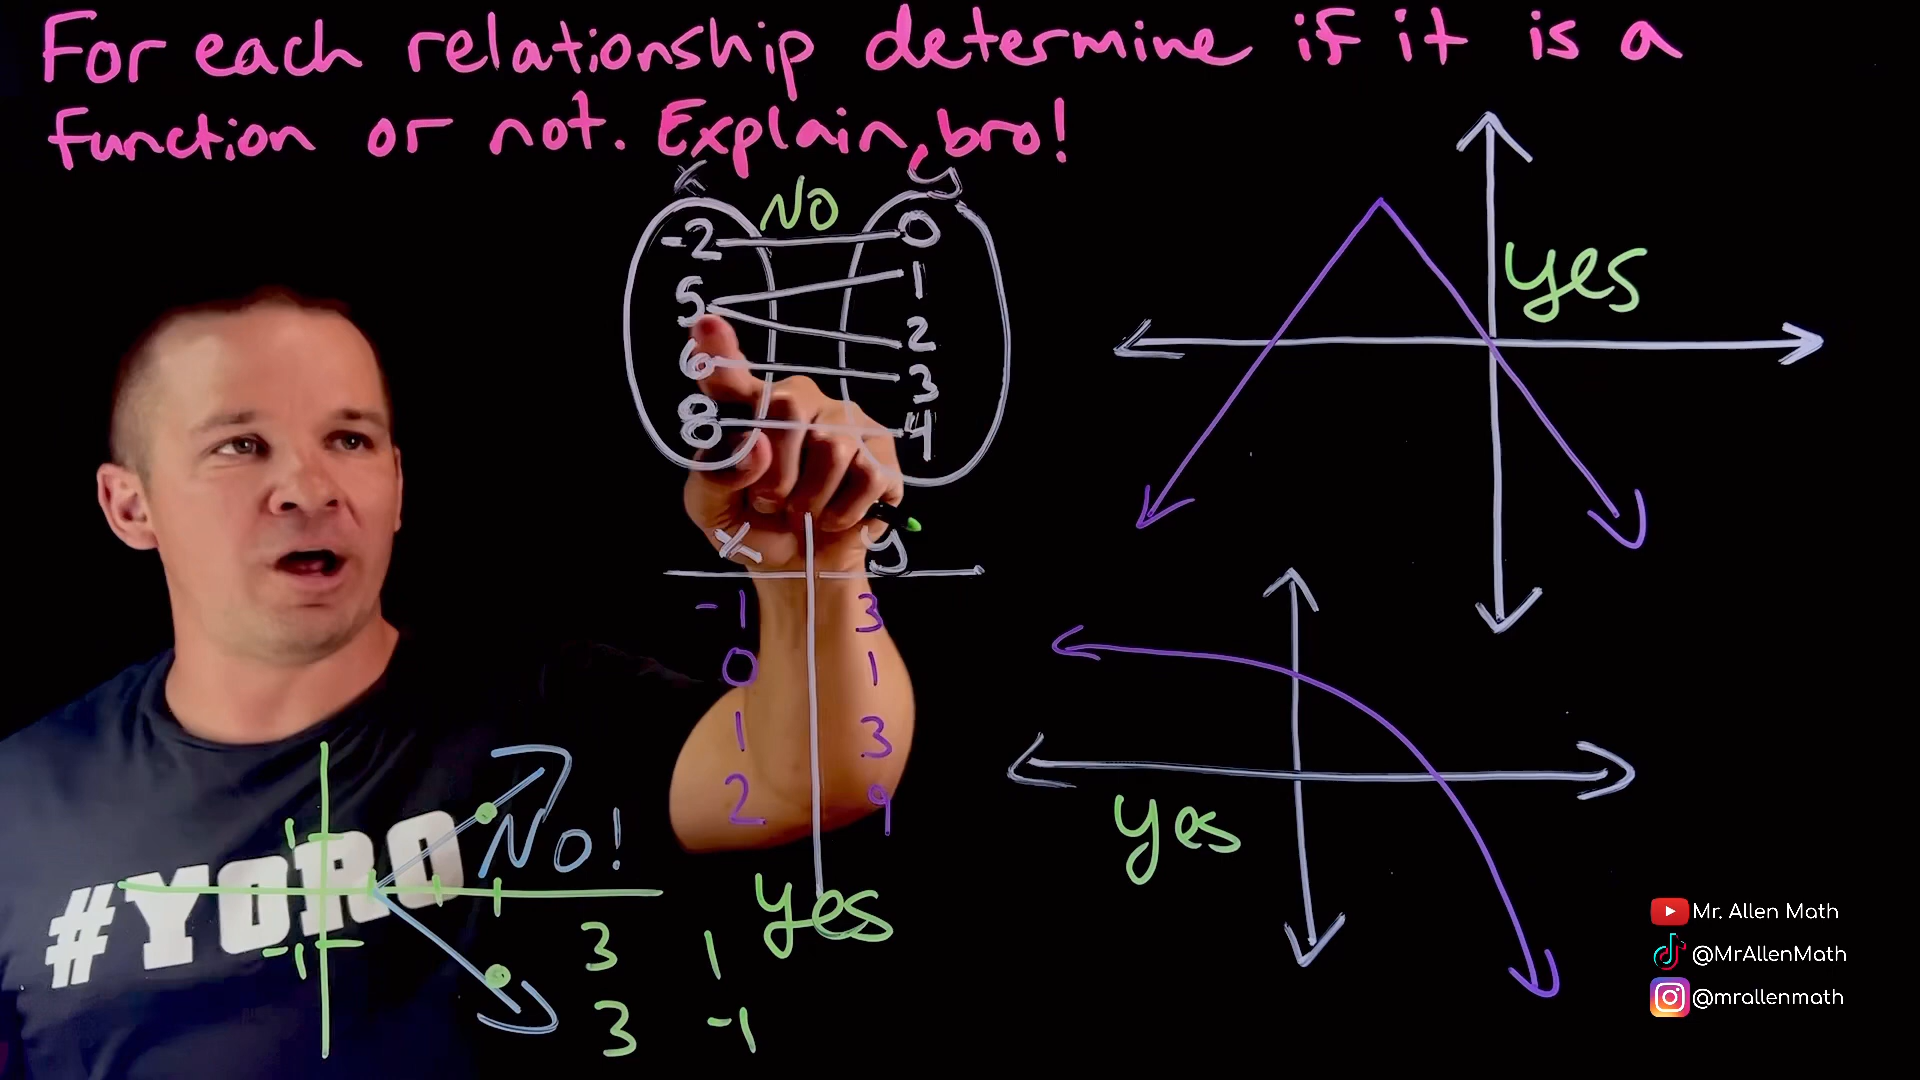 For each relationship determine if it is a
function or not. Explain, bro!
x NO y
-2 0
5 1
2
6 3
8 4
yes
x y
-1 3
0 1
1 3
2 9
yes
yes
#YORO
No!
1
-1
3 1
3 -1
Mr. Allen Math
@MrAllenMath
@mrallenmath